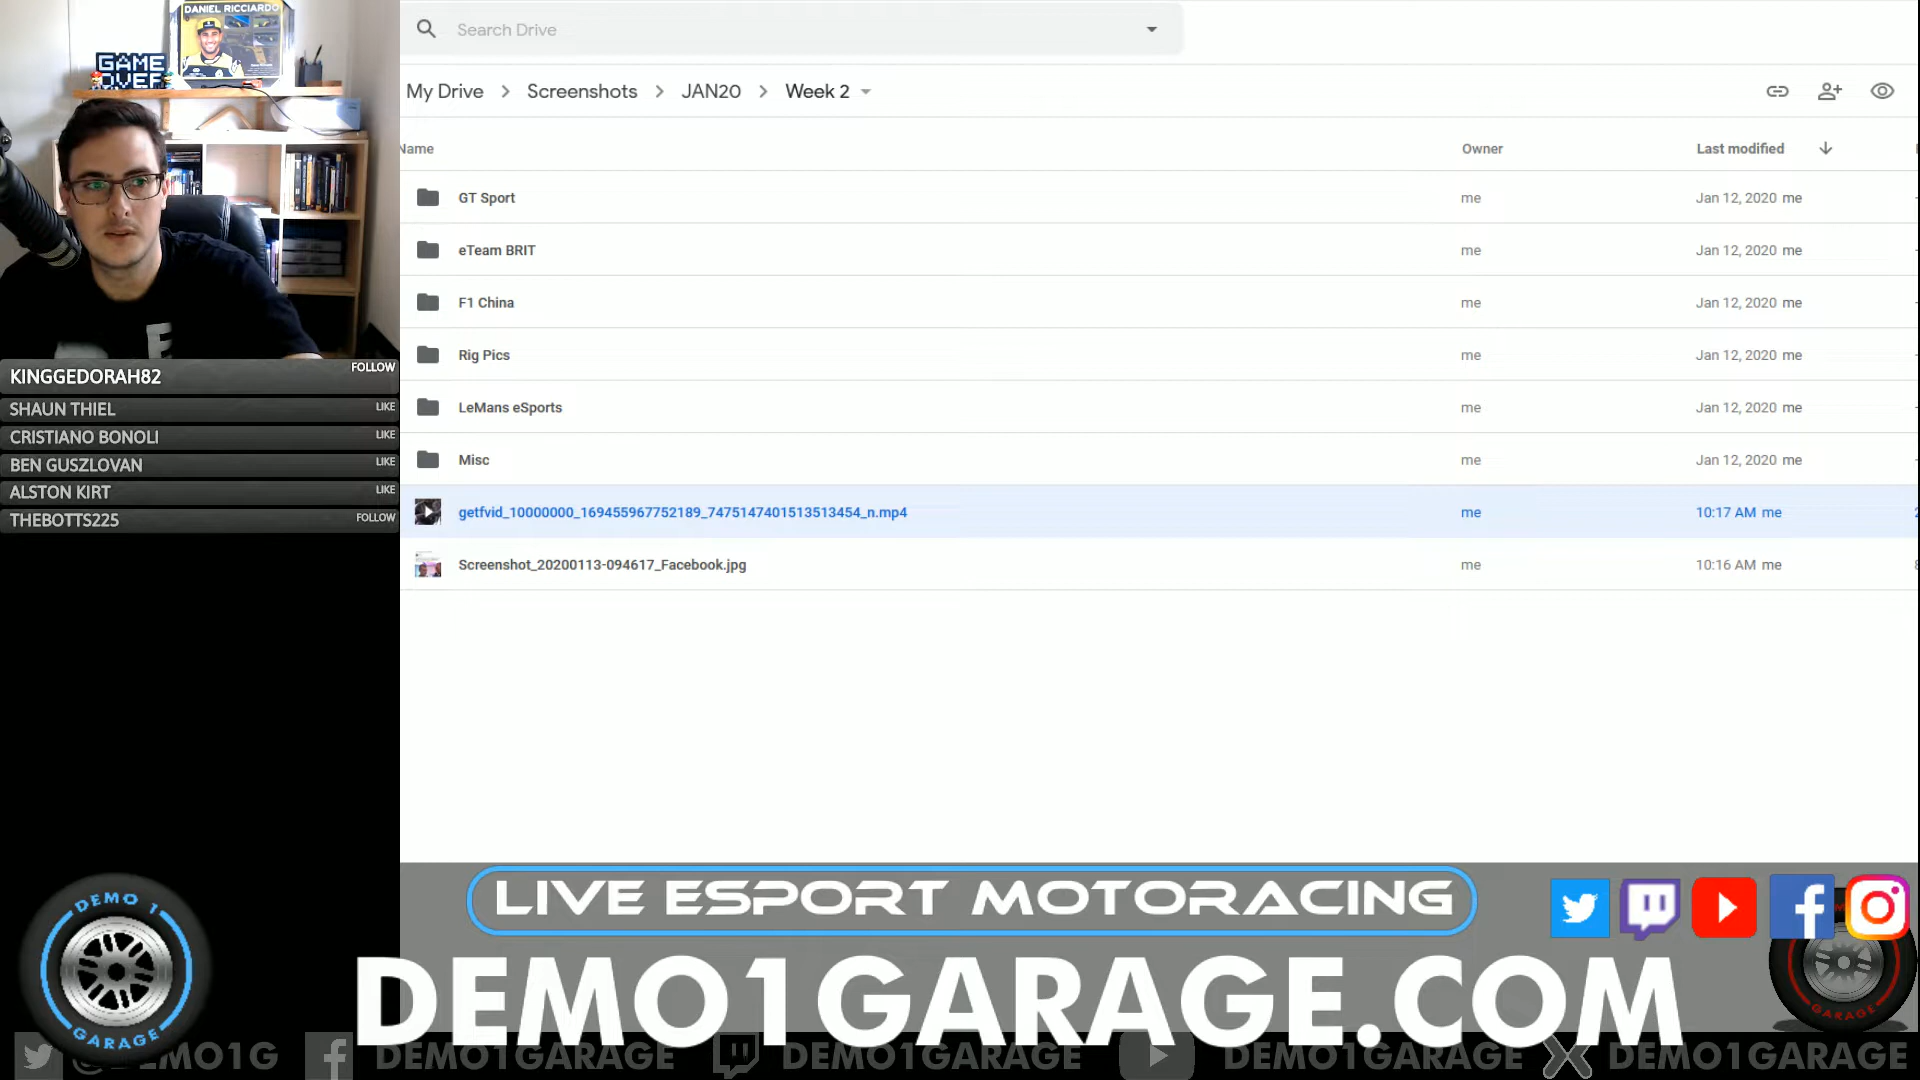 DANIEL RICCIARDO
GAME
OVER
KINGGEDORAH82 FOLLOW
SHAUN THIEL LIKE
CRISTIANO BONOLI LIKE
BEN GUSZLOVAN LIKE
ALSTON KIRT LIKE
THEBOTTS225 FOLLOW
Search Drive
My Drive > Screenshots > JAN20 > Week 2
Name Owner Last modified
GT Sport me Jan 12, 2020 me
eTeam BRIT me Jan 12, 2020 me
F1 China me Jan 12, 2020 me
Rig Pics me Jan 12, 2020 me
LeMans eSports me Jan 12, 2020 me
Misc me Jan 12, 2020 me
getfvid_10000000_169455967752189_7475147401513513454_n.mp4 me 10:17 AM me
Screenshot_20200113-094617_Facebook.jpg me 10:16 AM me
LIVE ESPORT MOTORACING
DEMO1GARAGE.COM
DEMO 1
GARAGE
GARAGE
@DEMO1G DEMO1GARAGE DEMO1GARAGE DEMO1GARAGE DEMO1GARAGE